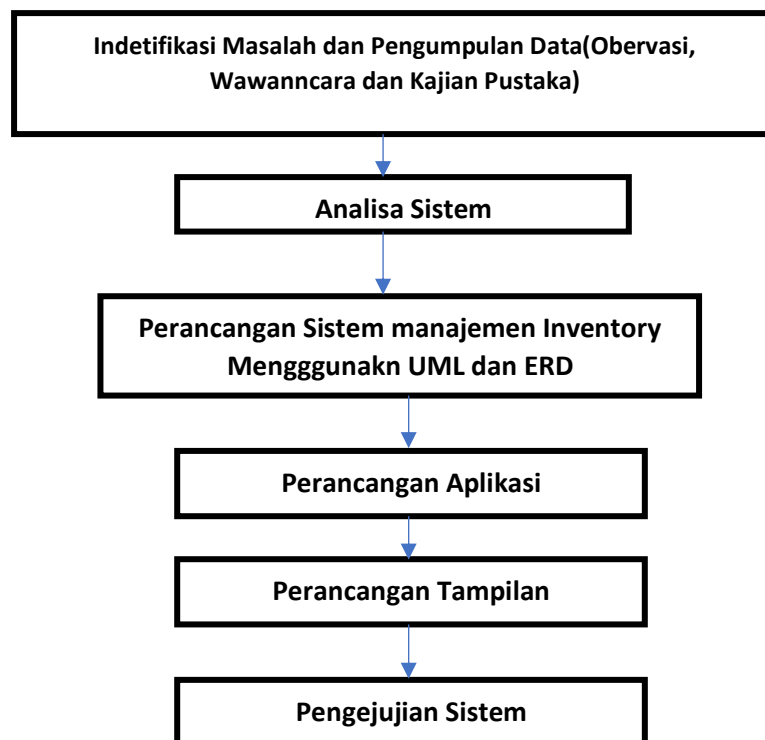 Indetifikasi Masalah dan Pengumpulan Data(Obervasi,
Wawanncara dan Kajian Pustaka)
Analisa Sistem
Perancangan Sistem manajemen Inventory
Mengggunakn UML dan ERD
Perancangan Aplikasi
Perancangan Tampilan
Pengejujian Sistem